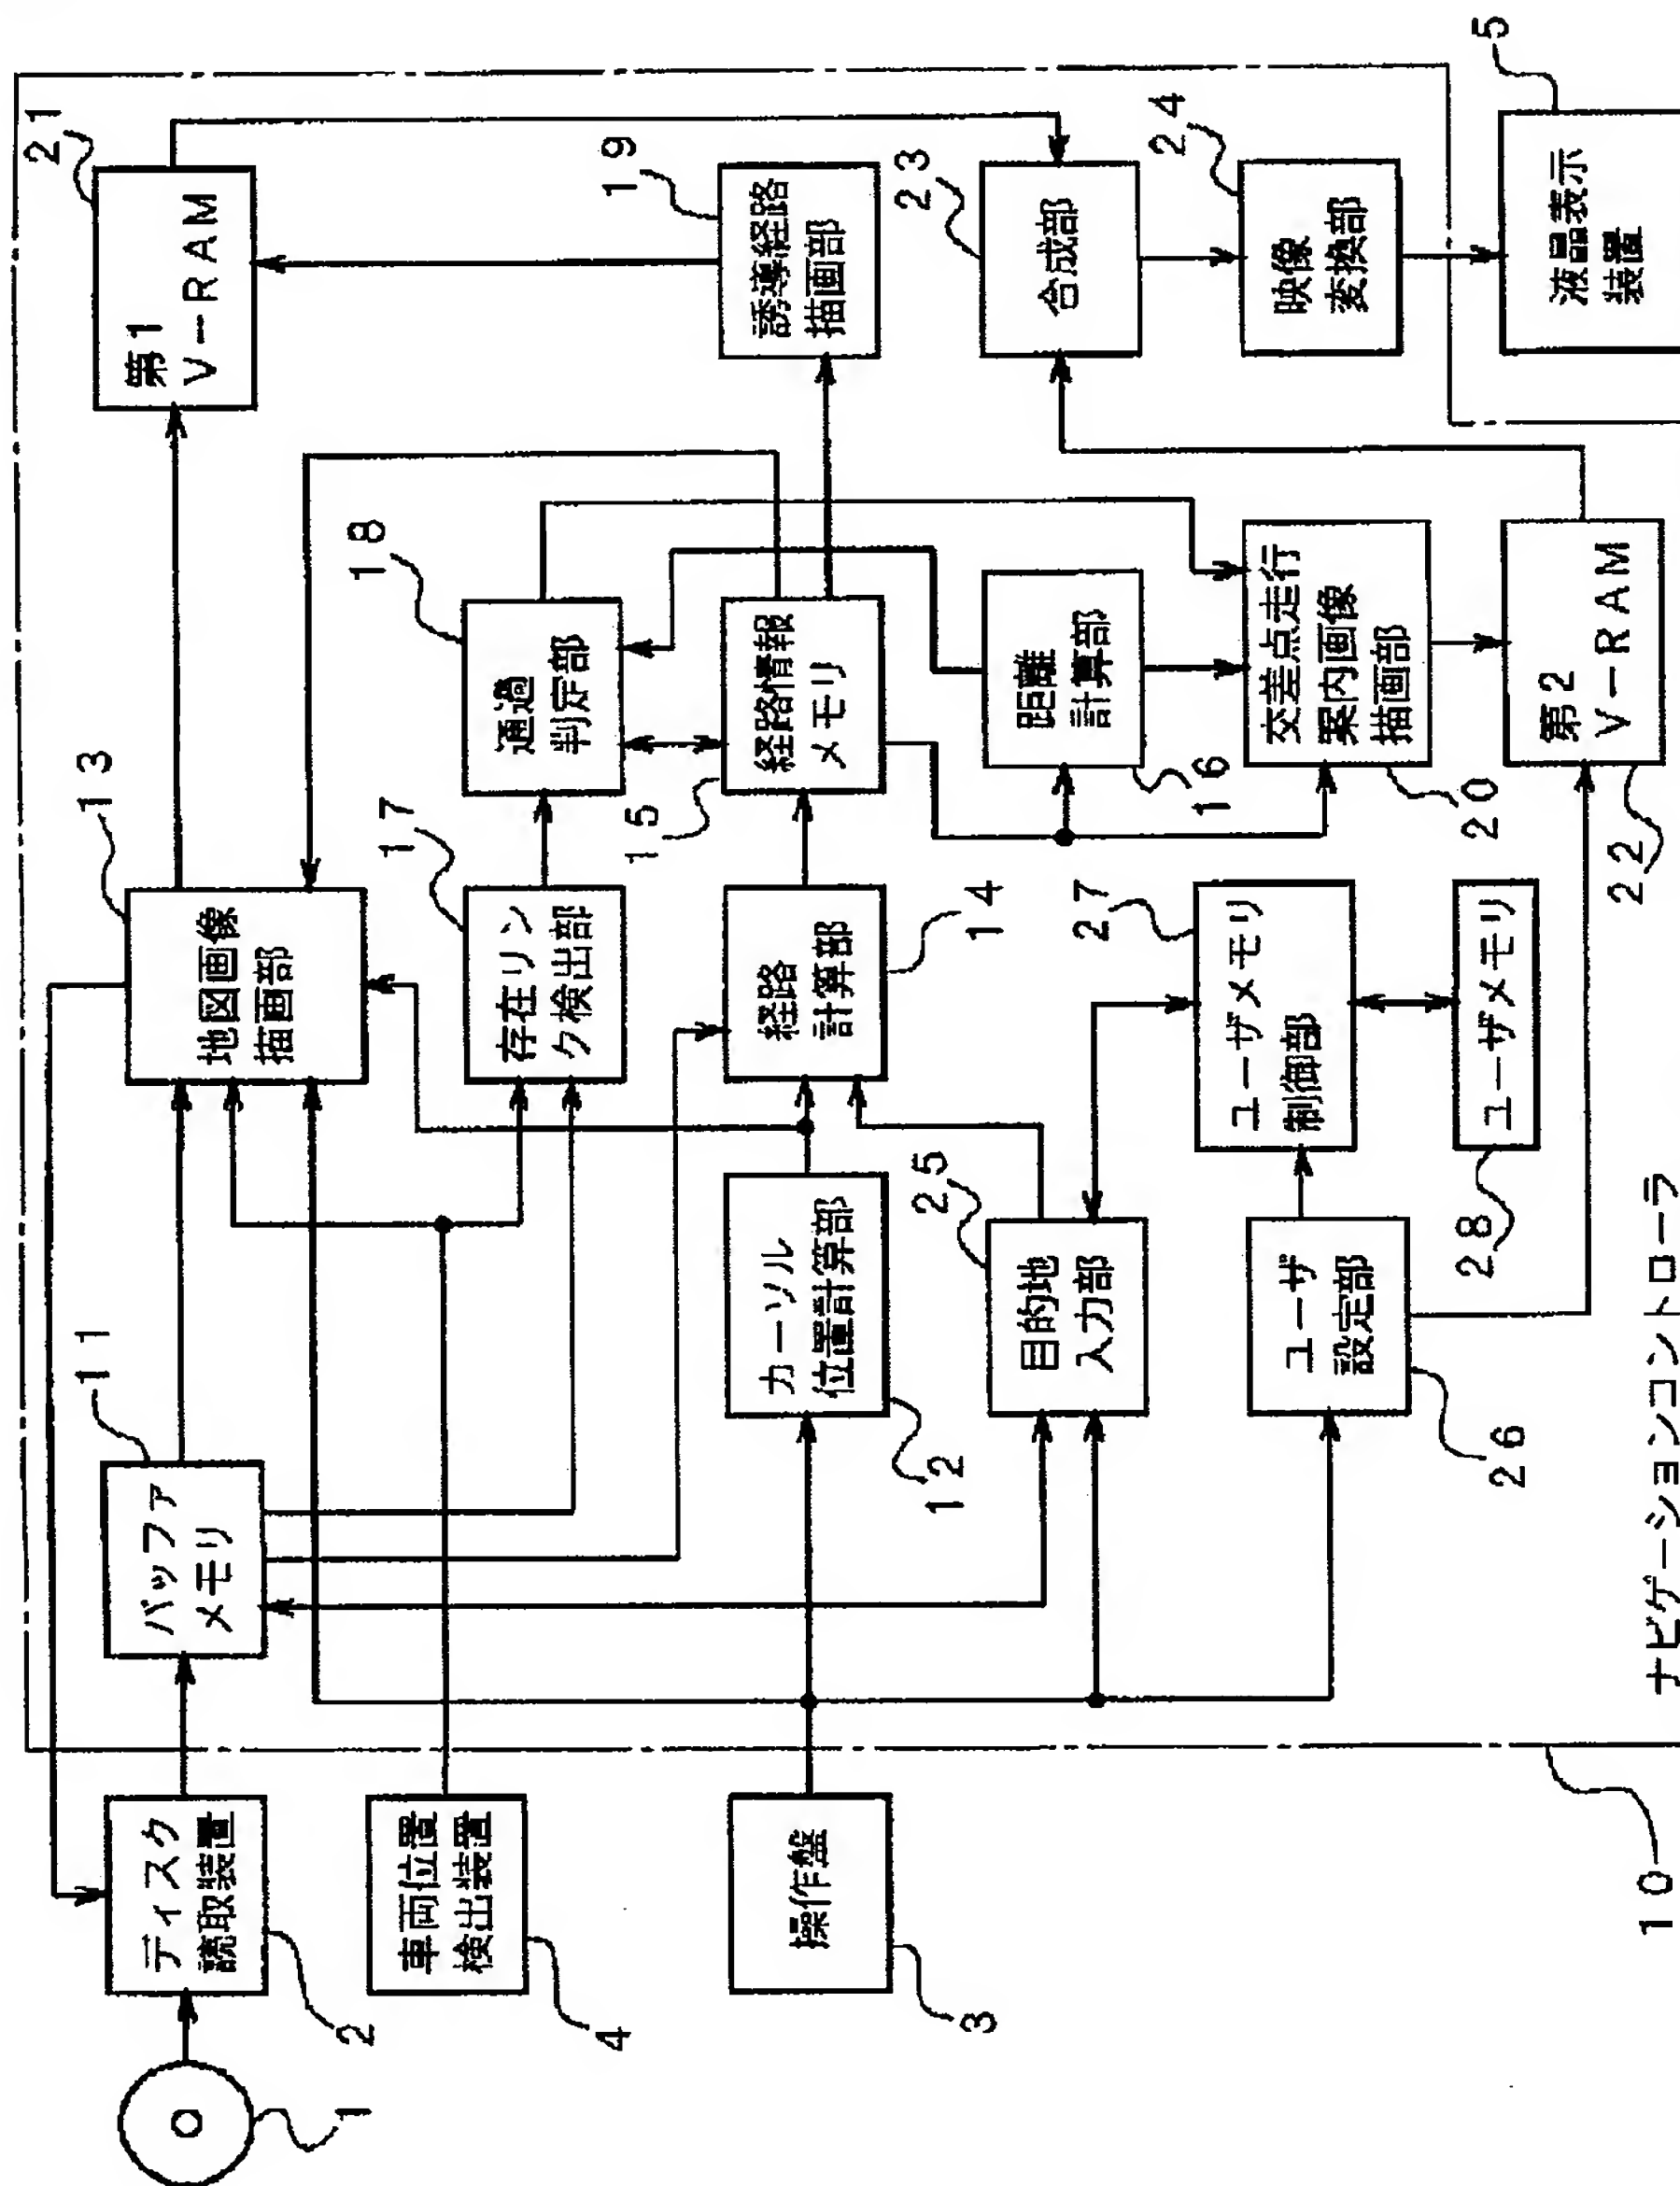 1
ディスク
読取装置
2
車両位置
検出装置
4
操作盤
3
10
ナビゲーションコントローラ
バッファ
メモリ
11
カーソル
位置計算部
12
目的地
入力部
25
ユーザ
設定部
26
地図画像
描画部
13
存在リン
ク検出部
17
経路
計算部
14
ユーザメモリ
制御部
27
ユーザメモリ
28
通過
判定部
18
経路情報
メモリ
15
距離
計算部
16
交差点走行
案内画像
描画部
20
第2
V-RAM
22
第1
V-RAM
21
誘導経路
描画部
19
合成部
23
映像
変換部
24
液晶表示
装置
5